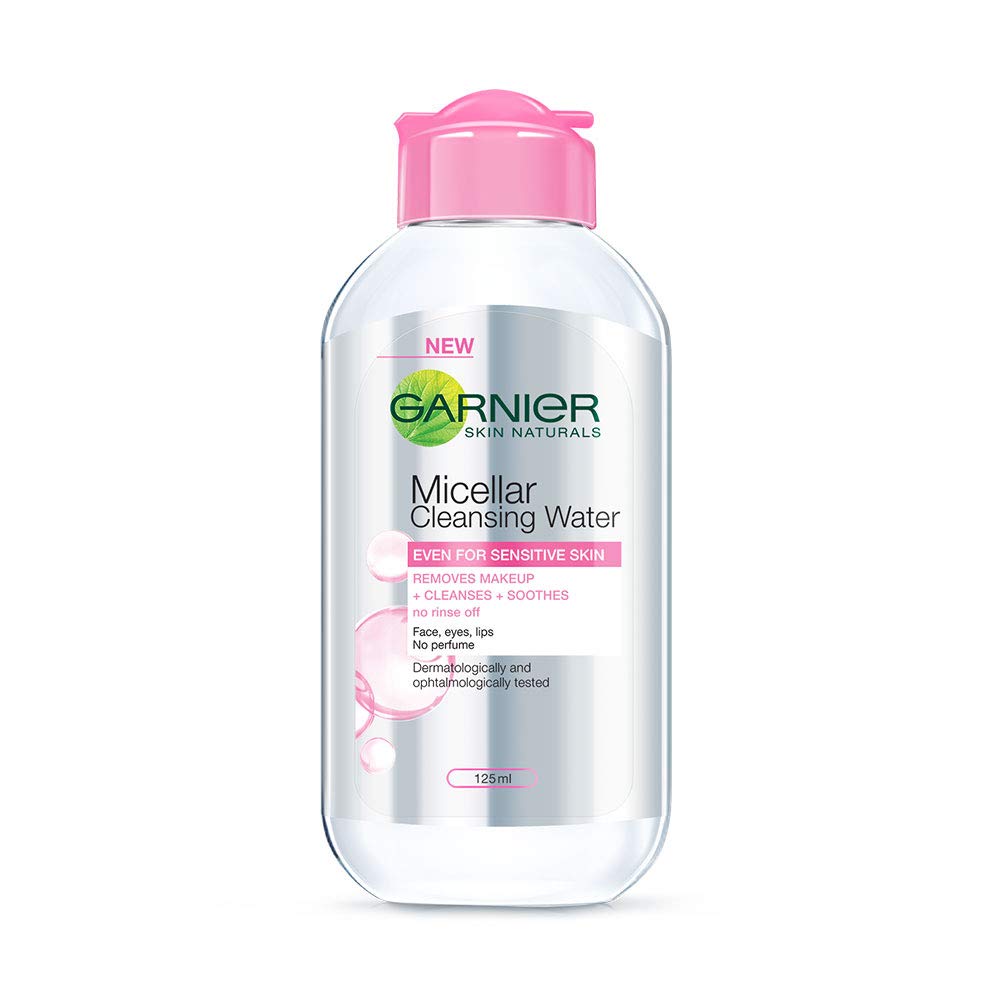 NEW
GARNIER
SKIN NATURALS
Micellar
Cleansing Water
EVEN FOR SENSITIVE SKIN
REMOVES MAKEUP
+ CLEANSES + SOOTHES
no rinse off
Face, eyes, lips
No perfume
Dermatologically and
ophtalmologically tested
125ml